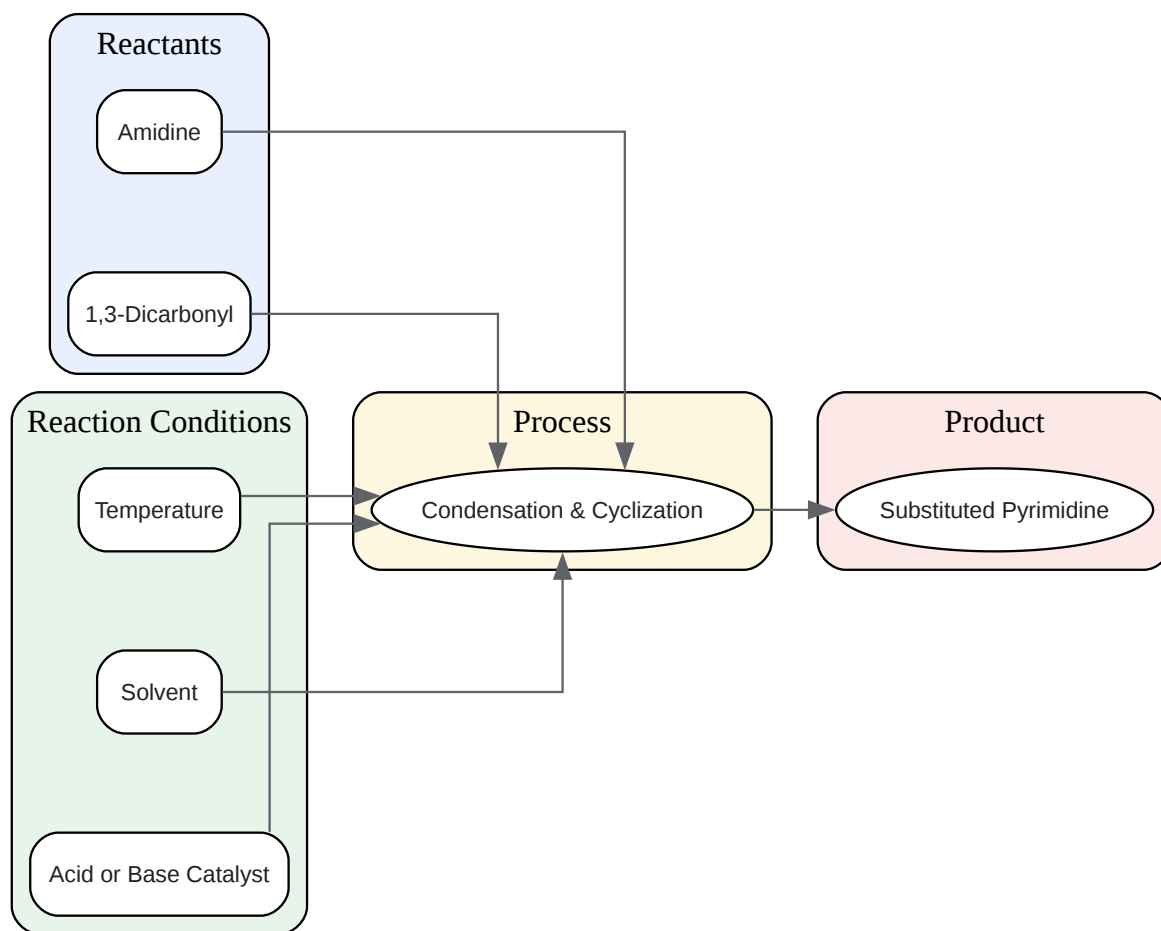 Reactants
Amidine
1,3-Dicarbonyl
Reaction Conditions
Temperature
Solvent
Acid or Base Catalyst
Process
Condensation & Cyclization
Product
Substituted Pyrimidine